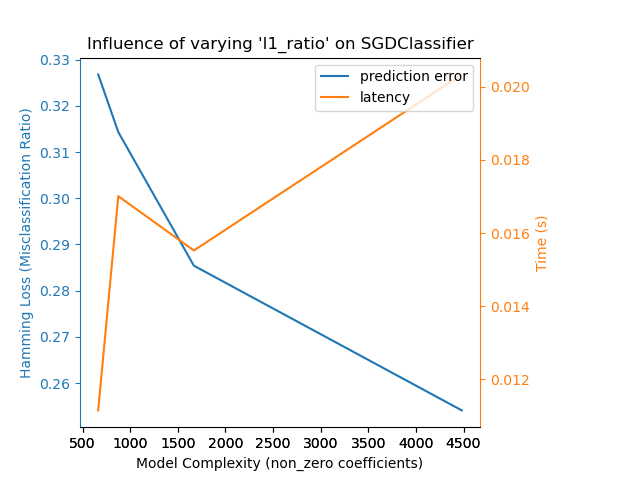 Influence of varying 'l1_ratio' on SGDClassifier
prediction error
latency
Hamming Loss (Misclassification Ratio)
0.33
0.32
0.31
0.30
0.29
0.28
0.27
0.26
0.020
0.018
0.016
0.014
0.012
Time (s)
500 1000 1500 2000 2500 3000 3500 4000 4500
Model Complexity (non_zero coefficients)